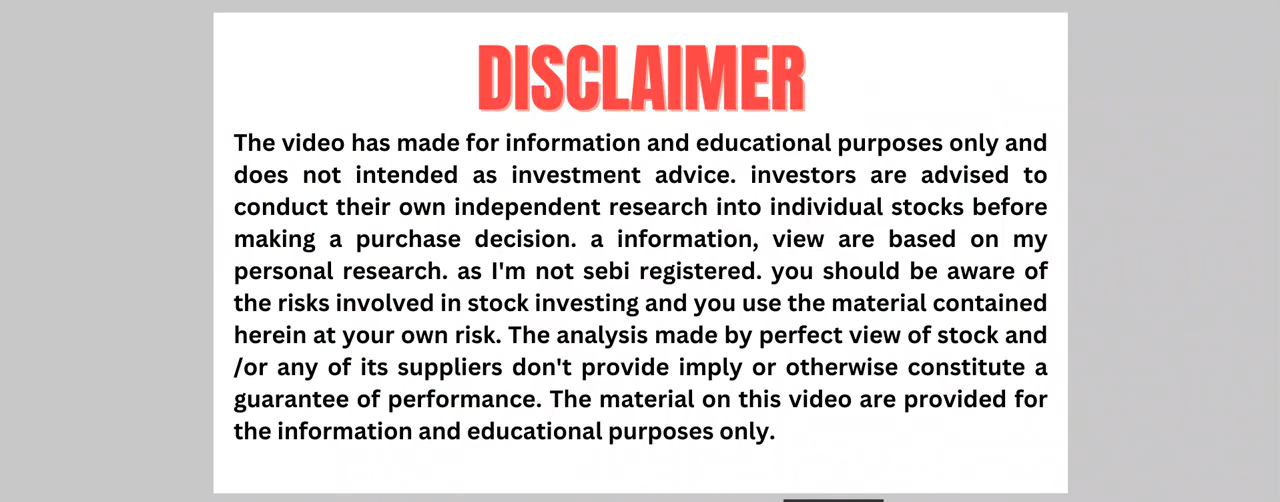 DISCLAIMER
The video has made for information and educational purposes only and
does not intended as investment advice. investors are advised to
conduct their own independent research into individual stocks before
making a purchase decision. a information, view are based on my
personal research. as I'm not sebi registered. you should be aware of
the risks involved in stock investing and you use the material contained
herein at your own risk. The analysis made by perfect view of stock and
/or any of its suppliers don't provide imply or otherwise constitute a
guarantee of performance. The material on this video are provided for
the information and educational purposes only.